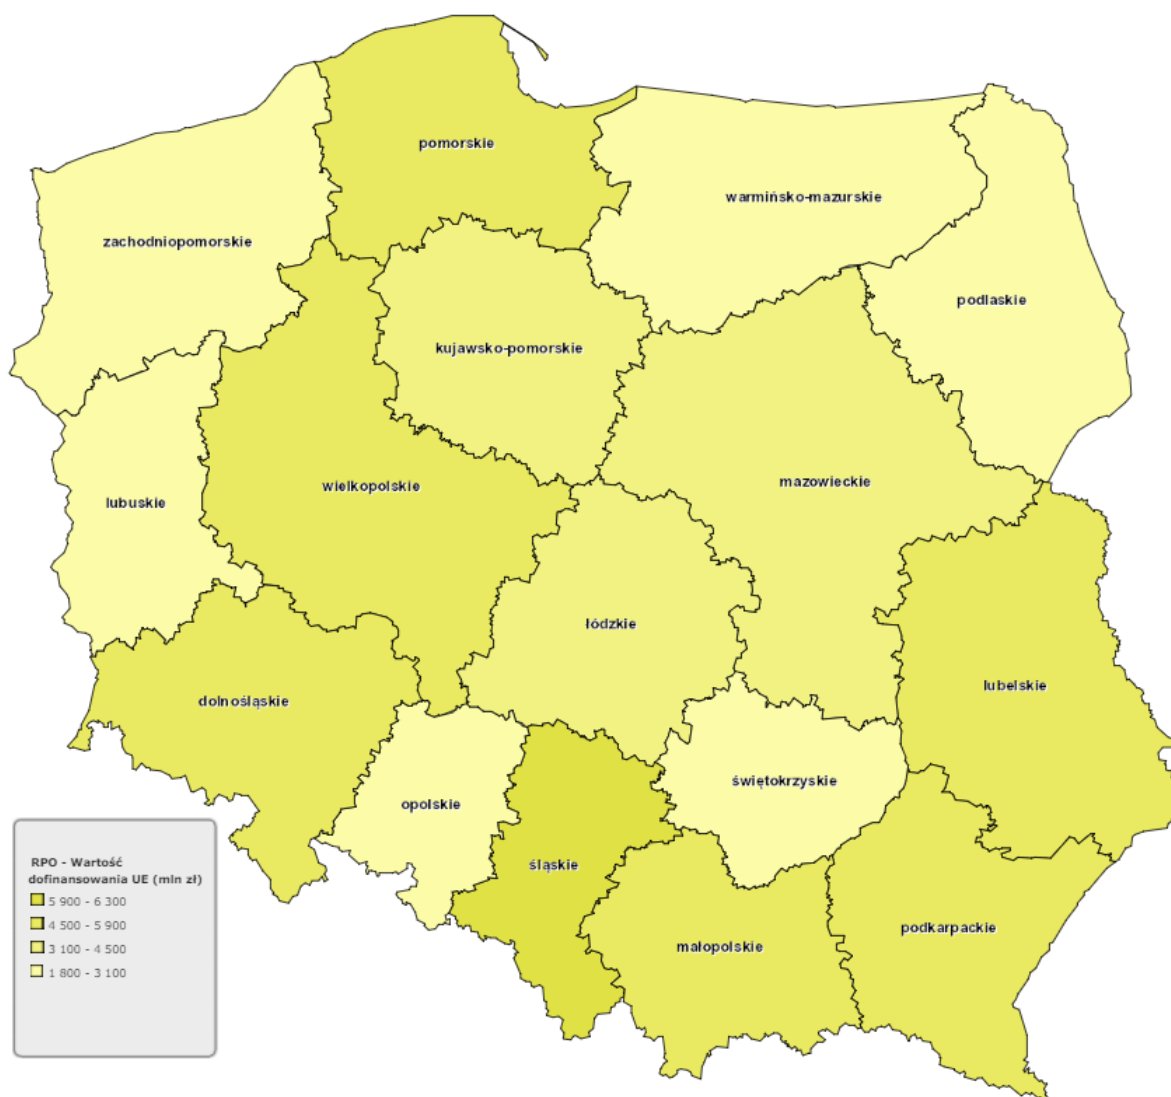 pomorskie
warmińsko-mazurskie
zachodniopomorskie
podlaskie
kujawsko-pomorskie
wielkopolskie
mazowieckie
lubuskie
łódzkie
lubelskie
dolnośląskie
świętokrzyskie
opolskie
śląskie
podkarpackie
małopolskie
RPO - Wartość
dofinansowania UE (mln zł)
5 900 - 6 300
4 500 - 5 900
3 100 - 4 500
1 800 - 3 100